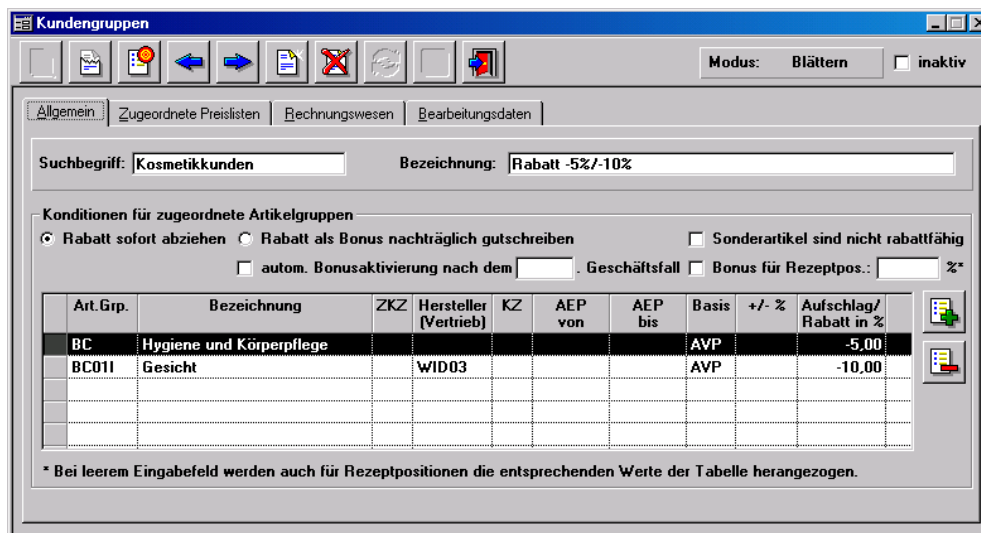 Kundengruppen
Modus: Blättern inaktiv
Allgemein Zugeordnete Preislisten Rechnungswesen Bearbeitungsdaten
Suchbegriff: Kosmetikkunden Bezeichnung: Rabatt -5%/-10%
Konditionen für zugeordnete Artikelgruppen
Rabatt sofort abziehen Rabatt als Bonus nachträglich gutschreiben Sonderartikel sind nicht rabattfähig
autom. Bonusaktivierung nach dem . Geschäftsfall Bonus für Rezeptpos.: %*
Art.Grp. Bezeichnung ZKZ Hersteller KZ AEP AEP Basis +/- % Aufschlag/
(Vertrieb) von bis Rabatt in %
BC Hygiene und Körperpflege AVP -5,00
BC01I Gesicht WID03 AVP -10,00
* Bei leerem Eingabefeld werden auch für Rezeptpositionen die entsprechenden Werte der Tabelle herangezogen.